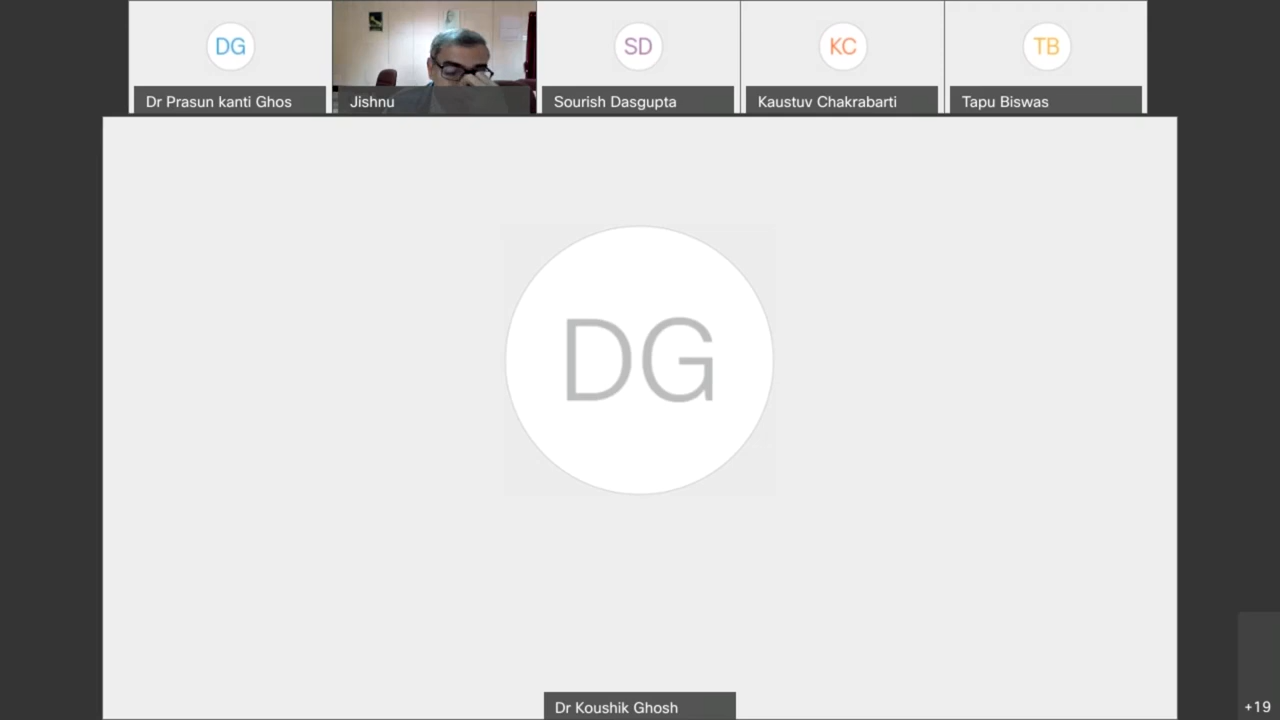 DG
SD
KC
TB
Dr Prasun kanti Ghos
Jishnu
Sourish Dasgupta
Kaustuv Chakrabarti
Tapu Biswas
DG
Dr Koushik Ghosh
+19